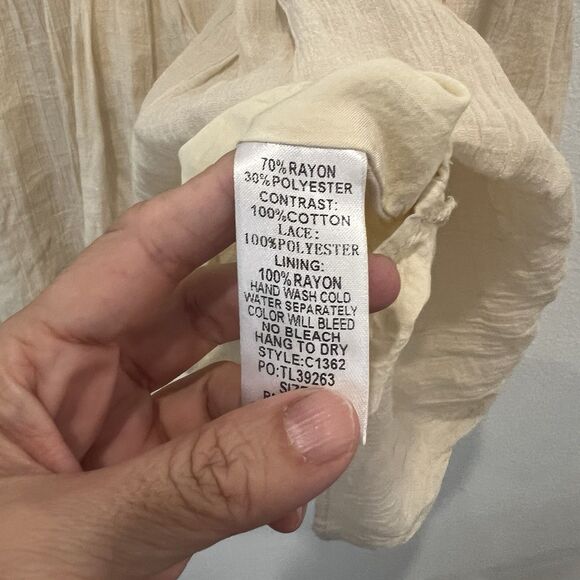 70% RAYON
30% POLYESTER
CONTRAST:
100%COTTON
LACE:
100%POLYESTER
LINING:
100% RAYON
HAND WASH COLD
WATER SEPARATELY
COLOR WILL BLEED
NO BLEACH
HANG TO DRY
STYLE:C1362
PO:TL39263